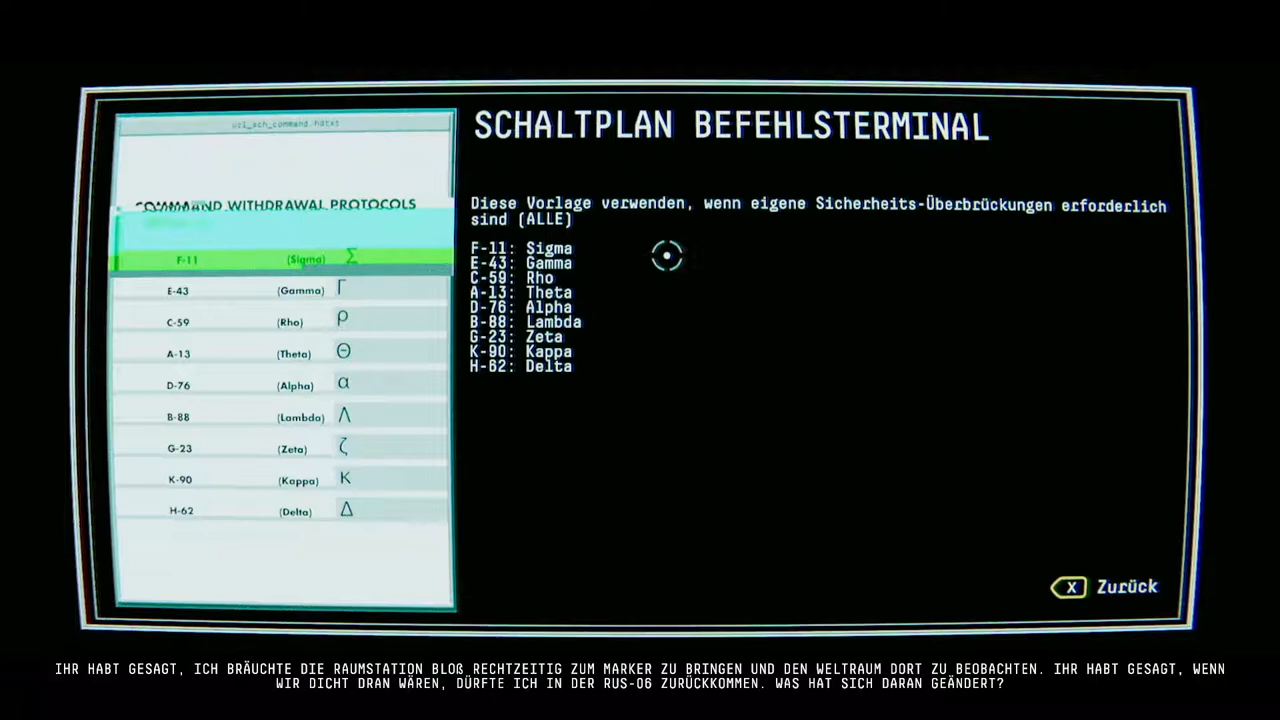 url_sch_command.hdtxt
SCHALTPLAN BEFEHLSTERMINAL
COMMAND WITHDRAWAL PROTOCOLS
F-11 (Sigma) Σ
E-43 (Gamma) Γ
C-59 (Rho) ρ
A-13 (Theta) Θ
D-76 (Alpha) α
B-88 (Lambda) Λ
G-23 (Zeta) ζ
K-90 (Kappa) K
H-62 (Delta) Δ
Diese Vorlage verwenden, wenn eigene Sicherheits-Überbrückungen erforderlich
sind (ALLE)
F-11: Sigma
E-43: Gamma
C-59: Rho
A-13: Theta
D-76: Alpha
B-88: Lambda
G-23: Zeta
K-90: Kappa
H-62: Delta
X Zurück
IHR HABT GESAGT, ICH BRÄUCHTE DIE RAUMSTATION BLOß RECHTZEITIG ZUM MARKER ZU BRINGEN UND DEN WELTRAUM DORT ZU BEOBACHTEN. IHR HABT GESAGT, WENN
WIR DICHT DRAN WÄREN, DÜRFTE ICH IN DER RUS-06 ZURÜCKKOMMEN. WAS HAT SICH DARAN GEÄNDERT?